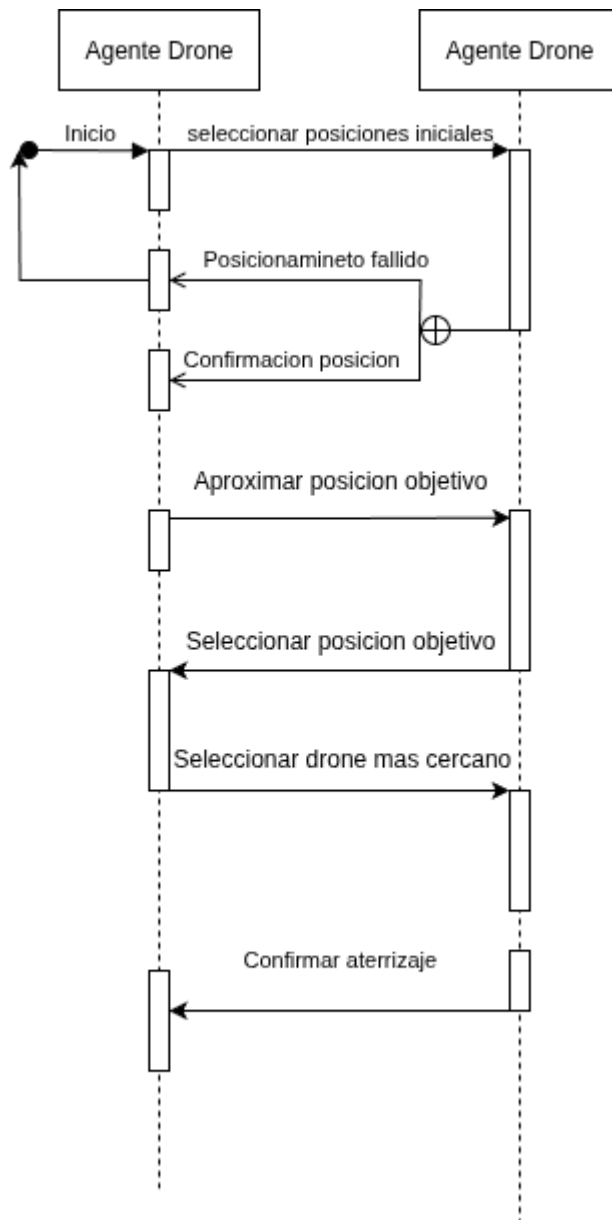 Agente Drone
Agente Drone
Inicio
seleccionar posiciones iniciales
Posicionamineto fallido
Confirmacion posicion
Aproximar posicion objetivo
Seleccionar posicion objetivo
Seleccionar drone mas cercano
Confirmar aterrizaje